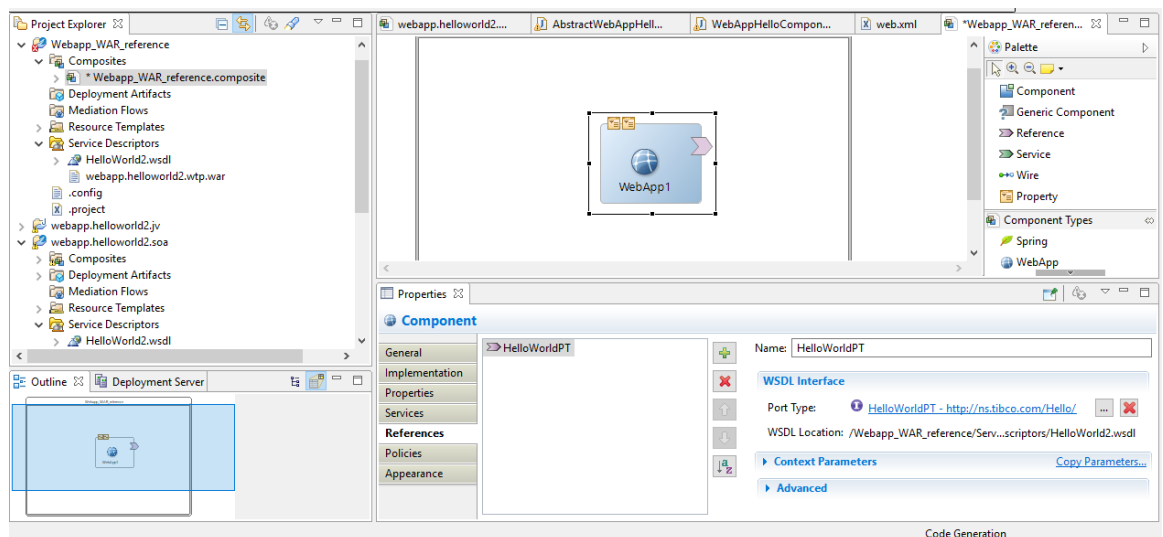 Project Explorer
Webapp_WAR_reference
Composites
* Webapp_WAR_reference.composite
Deployment Artifacts
Mediation Flows
Resource Templates
Service Descriptors
HelloWorld2.wsdl
webapp.helloworld2.wtp.war
.config
.project
webapp.helloworld2.jv
webapp.helloworld2.soa
Composites
Deployment Artifacts
Mediation Flows
Resource Templates
Service Descriptors
HelloWorld2.wsdl
Outline Deployment Server
webapp.hellowor​ld2.... AbstractWebAppHell... WebAppHelloCompon... web.xml *Webapp_WAR_referen...
WebApp1
Palette
Component
Generic Component
Reference
Service
Wire
Property
Component Types
Spring
WebApp
Properties
Component
General
Implementation
Properties
Services
References
Policies
Appearance
HelloWorldPT
Name: HelloWorldPT
WSDL Interface
Port Type: HelloWorldPT - http://ns.tibco.com/Hello/ ...
WSDL Location: /Webapp_WAR_reference/Serv...scriptors/HelloWorld2.wsdl
Context Parameters Copy Parameters...
Advanced
Code Generation